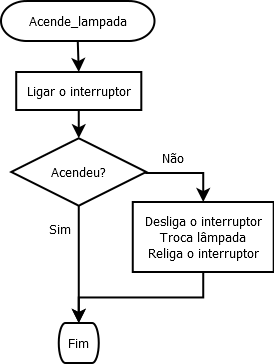 Acende_lampada
Ligar o interruptor
Acendeu?
Não
Sim
Desliga o interruptor
Troca lâmpada
Religa o interruptor
Fim